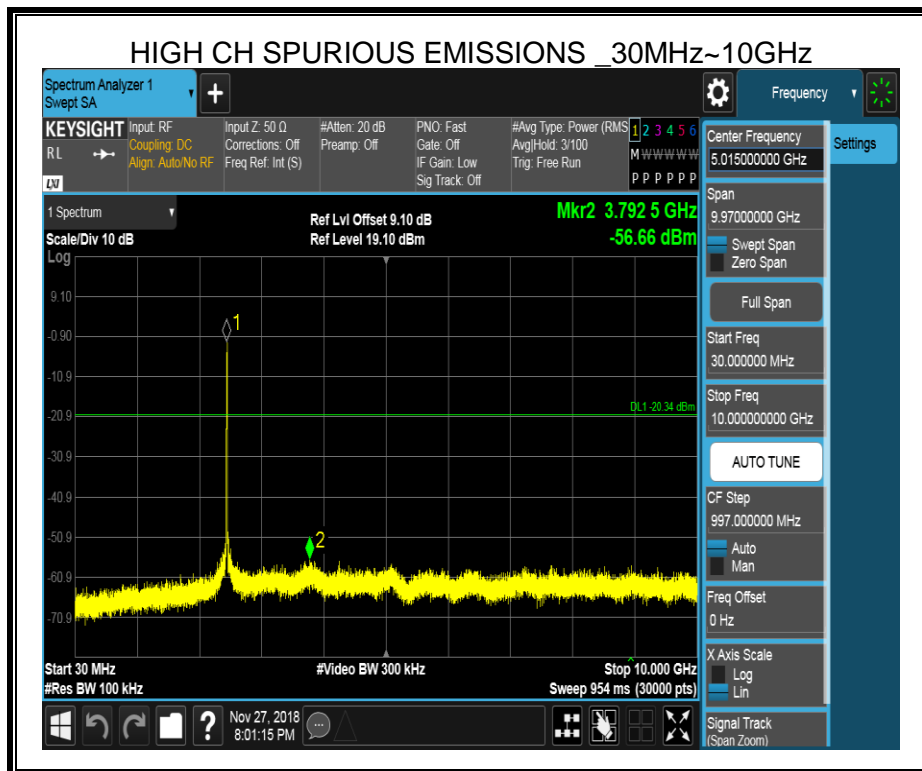 HIGH CH SPURIOUS EMISSIONS _30MHz~10GHz
Spectrum Analyzer 1
Swept SA
+
Frequency
KEYSIGHT
RL
LXI
Input: RF
Coupling: DC
Align: Auto/No RF
Input Z: 50 Ω
Corrections: Off
Freq Ref: Int (S)
#Atten: 20 dB
Preamp: Off
PNO: Fast
Gate: Off
IF Gain: Low
Sig Track: Off
#Avg Type: Power (RMS
Avg|Hold: 3/100
Trig: Free Run
1 2 3 4 5 6
M W W W W W
P P P P P P
Center Frequency
5.015000000 GHz
Settings
1 Spectrum
Scale/Div 10 dB
Ref Lvl Offset 9.10 dB
Ref Level 19.10 dBm
Mkr2 3.792 5 GHz
-56.66 dBm
Span
9.97000000 GHz
Swept Span
Zero Span
Full Span
Start Freq
30.000000 MHz
Stop Freq
10.000000000 GHz
AUTO TUNE
CF Step
997.000000 MHz
Auto
Man
Freq Offset
0 Hz
X Axis Scale
Log
Lin
Signal Track
(Span Zoom)
Log
9.10
-0.90
-10.9
-20.9
-30.9
-40.9
-50.9
-60.9
-70.9
1
DL1 -20.34 dBm
2
Start 30 MHz
#Res BW 100 kHz
#Video BW 300 kHz
Stop 10.000 GHz
Sweep 954 ms (30000 pts)
?
Nov 27, 2018
8:01:15 PM